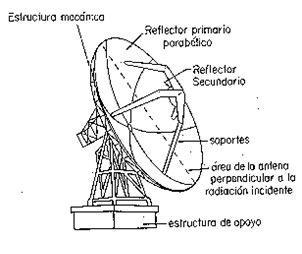 Estructura mecánica
Reflector primario
parabólico
Reflector
Secundario
soportes
área de la antena
perpendicular a la
radiación incidente
estructura de apoyo